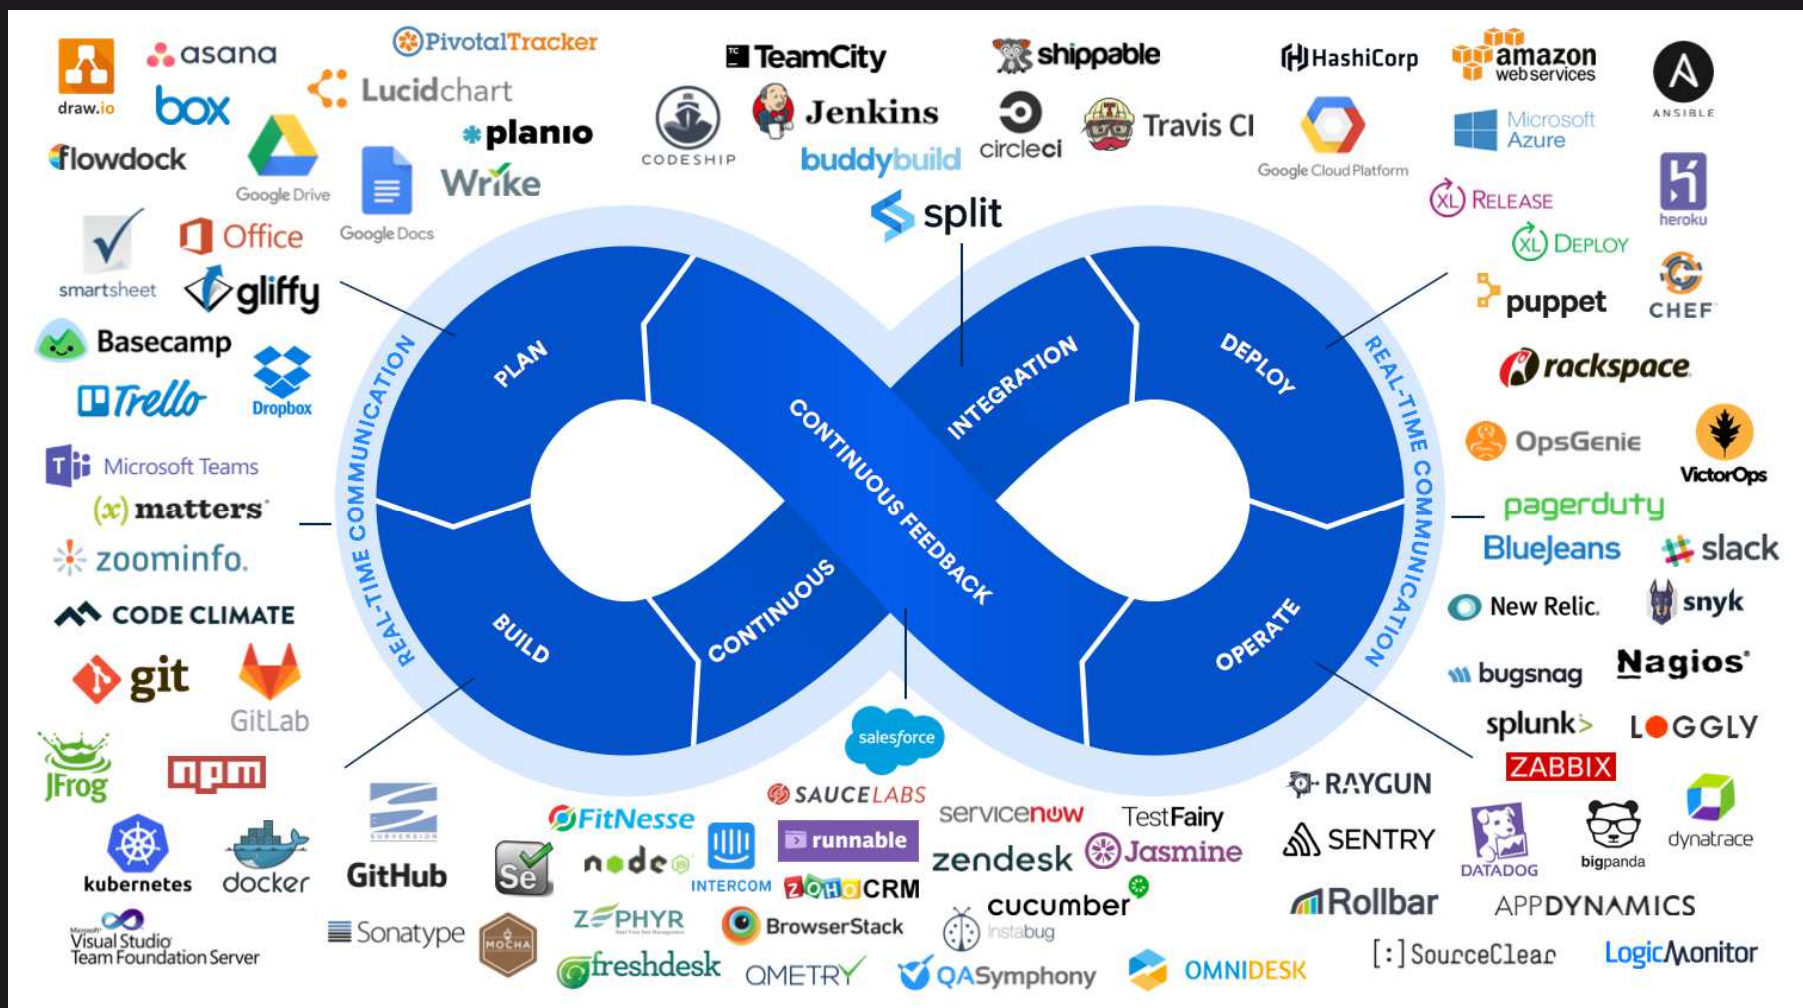 draw.io
asana
PivotalTracker
box
Lucidchart
flowdock
Google Drive
planio
Google Docs
Wrike
smartsheet
Office
gliffy
Basecamp
Trello
Dropbox
TC
TeamCity
shippable
CODESHIP
Jenkins
buddybuild
circleci
Travis CI
split
HashiCorp
amazon
webservices
ANSIBLE
Google Cloud Platform
Microsoft
Azure
heroku
XL RELEASE
XL DEPLOY
puppet
CHEF
rackspace
REAL-TIME COMMUNICATION
PLAN
BUILD
CONTINUOUS
INTEGRATION
CONTINUOUS FEEDBACK
DEPLOY
OPERATE
REAL-TIME COMMUNICATION
Microsoft Teams
(x) matters
zoominfo.
OpsGenie
VictorOps
pagerduty
BlueJeans
slack
CODE CLIMATE
git
GitLab
JFrog
npm
kubernetes
docker
SUBVERSION
GitHub
Microsoft
Visual Studio
Team Foundation Server
Sonatype
salesforce
SAUCELABS
FitNesse
servicenow
TestFairy
Se
node JS
INTERCOM
runnable
zendesk
Jasmine
ZOHO CRM
MOCHA
ZEPHYR
BrowserStack
cucumber
Instabug
freshdesk
QMETRY
QASymphony
OMNIDESK
New Relic.
snyk
bugsnag
Nagios®
splunk>
LOGGLY
ZABBIX
RAYGUN
SENTRY
DATADOG
bigpanda
dynatrace
Rollbar
APPDYNAMICS
[:]SourceClear
LogicMonitor